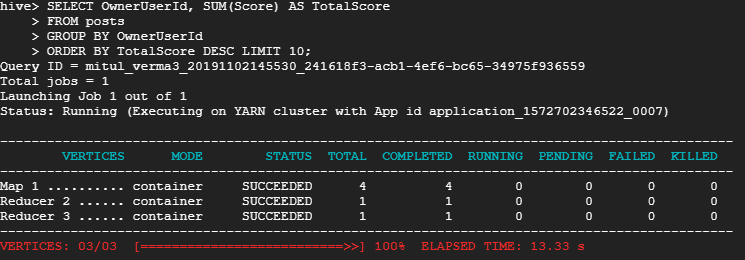 hive> SELECT OwnerUserId, SUM(Score) AS TotalScore
> FROM posts
> GROUP BY OwnerUserId
> ORDER BY TotalScore DESC LIMIT 10;
Query ID = mitul_verma3_20191102145530_241618f3-acb1-4ef6-bc65-34975f936559
Total jobs = 1
Launching Job 1 out of 1
Status: Running (Executing on YARN cluster with App id application_1572702346522_0007)
----------------------------------------------------------------------------------------------
VERTICES MODE STATUS TOTAL COMPLETED RUNNING PENDING FAILED KILLED
----------------------------------------------------------------------------------------------
Map 1 .......... container SUCCEEDED 4 4 0 0 0 0
Reducer 2 ...... container SUCCEEDED 1 1 0 0 0 0
Reducer 3 ...... container SUCCEEDED 1 1 0 0 0 0
----------------------------------------------------------------------------------------------
VERTICES: 03/03 [==========================>>] 100% ELAPSED TIME: 13.33 s
----------------------------------------------------------------------------------------------